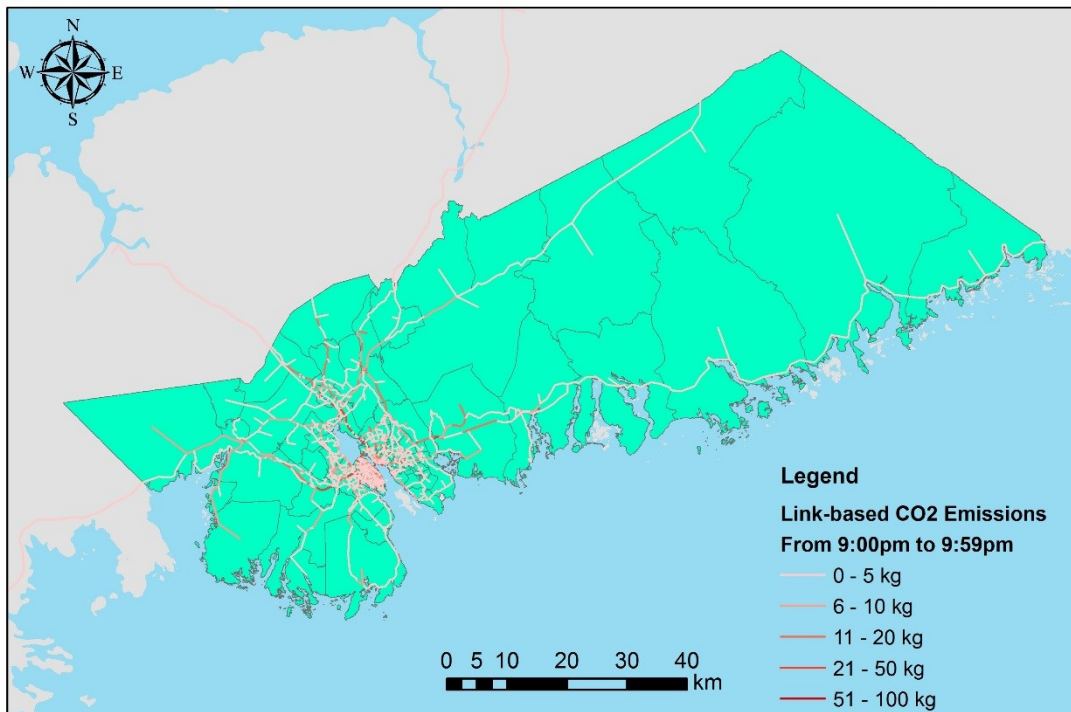 N
W E
S
Legend
Link-based CO2 Emissions
From 9:00pm to 9:59pm
0 - 5 kg
6 - 10 kg
11 - 20 kg
21 - 50 kg
51 - 100 kg
0 5 10 20 30 40
km